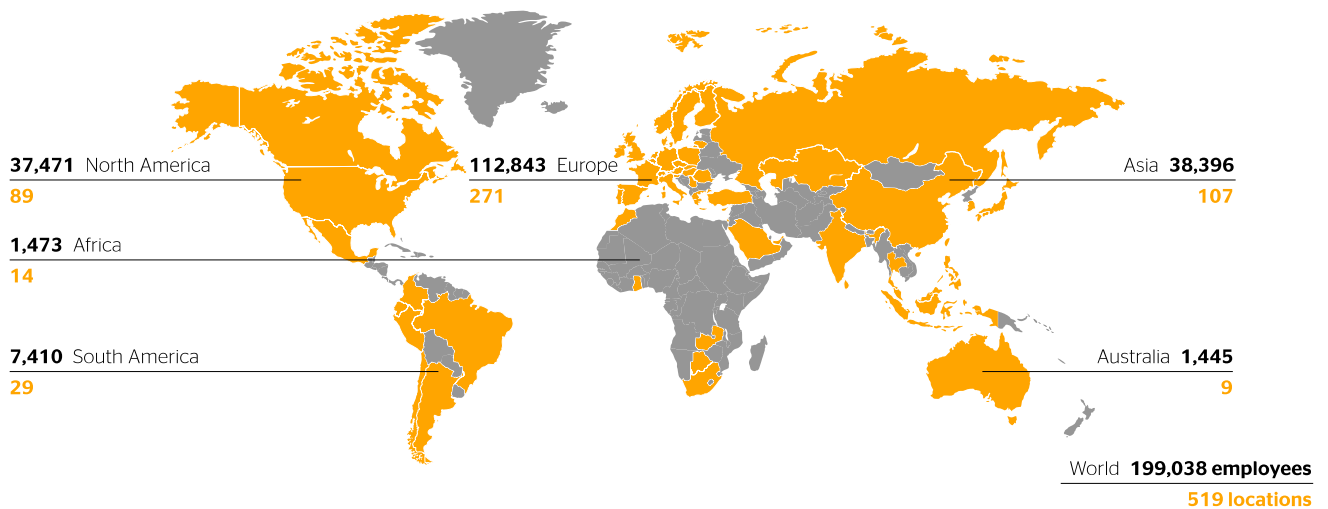 37,471 North America
89
112,843 Europe
271
Asia 38,396
107
1,473 Africa
14
7,410 South America
29
Australia 1,445
9
World 199,038 employees
519 locations